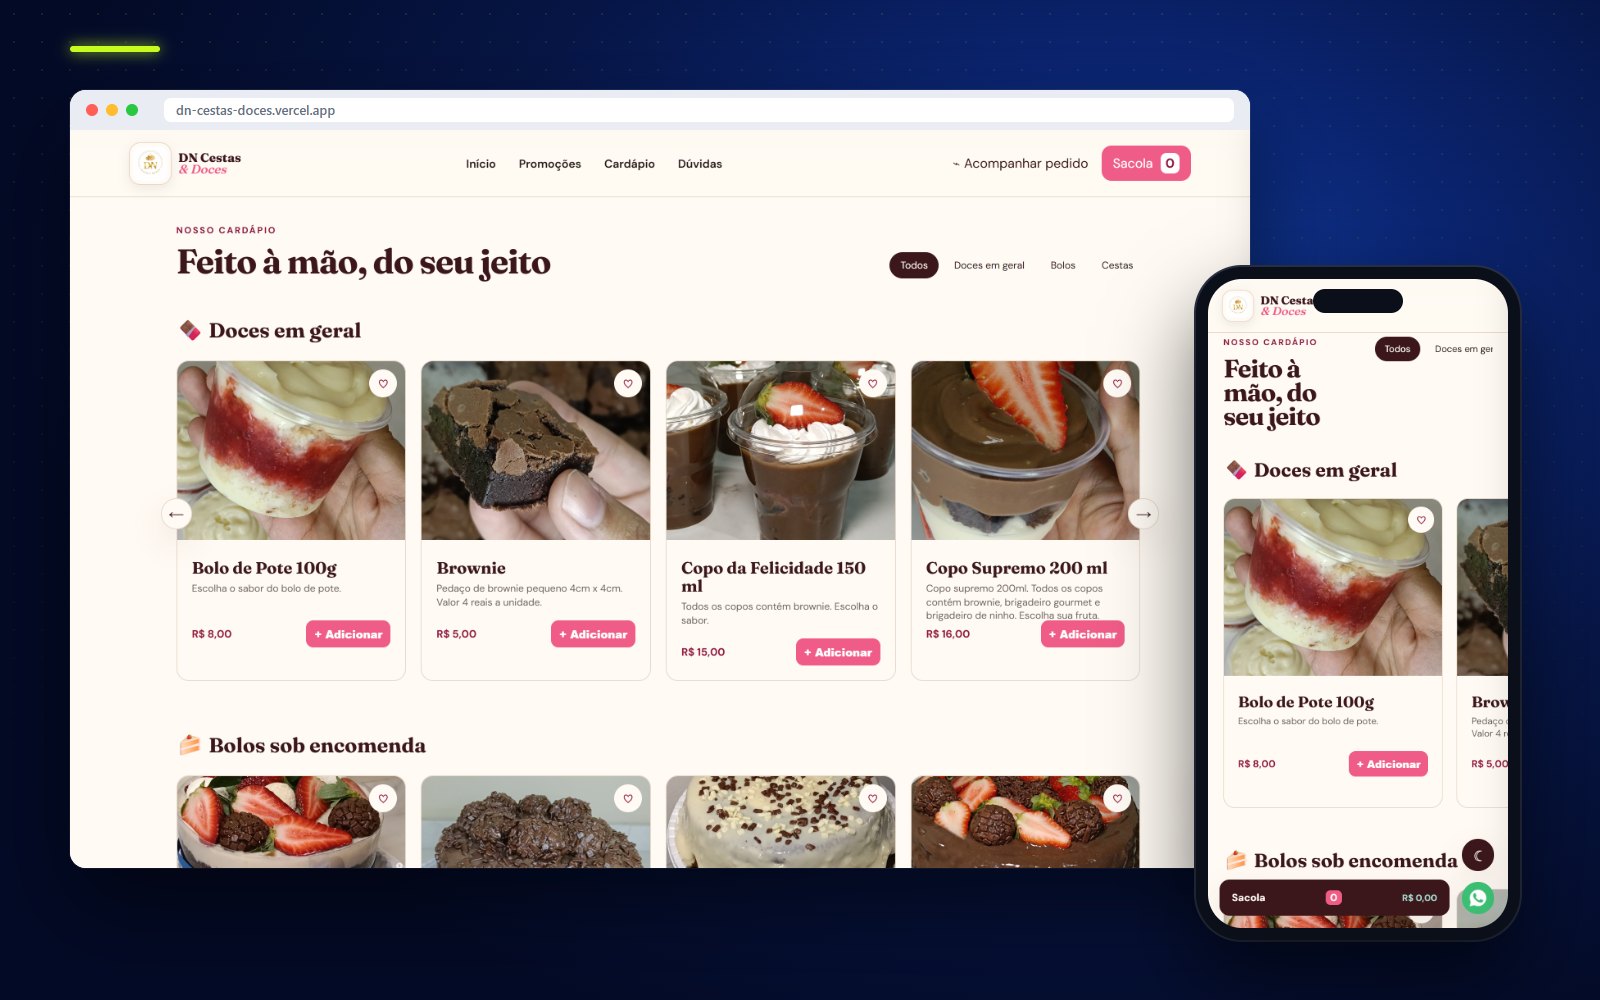 dn-cestas-doces.vercel.app
DN Cestas
& Doces
Início
Promoções
Cardápio
Dúvidas
Acompanhar pedido
Sacola 0
NOSSO CARDÁPIO
Feito à mão, do seu jeito
Todos
Doces em geral
Bolos
Cestas
Doces em geral
Bolo de Pote 100g
Escolha o sabor do bolo de pote.
R$ 8,00
+ Adicionar
Brownie
Pedaço de brownie pequeno 4cm x 4cm.
Valor 4 reais a unidade.
R$ 5,00
+ Adicionar
Copo da Felicidade 150
ml
Todos os copos contém brownie. Escolha o
sabor.
R$ 15,00
+ Adicionar
Copo Supremo 200 ml
Copo supremo 200ml. Todos os copos
contém brownie, brigadeiro gourmet e
brigadeiro de ninho. Escolha sua fruta.
R$ 16,00
+ Adicionar
Bolos sob encomenda
DN Cesta
& Doces
NOSSO CARDÁPIO
Todos
Doces em ger
Feito à
mão, do
seu jeito
Doces em geral
Bolo de Pote 100g
Escolha o sabor do bolo de pote.
R$ 8,00
+ Adicionar
Brow
Pedaço
Valor 4 r
R$ 5,00
Bolos sob encomenda
Sacola
0
R$ 0,00